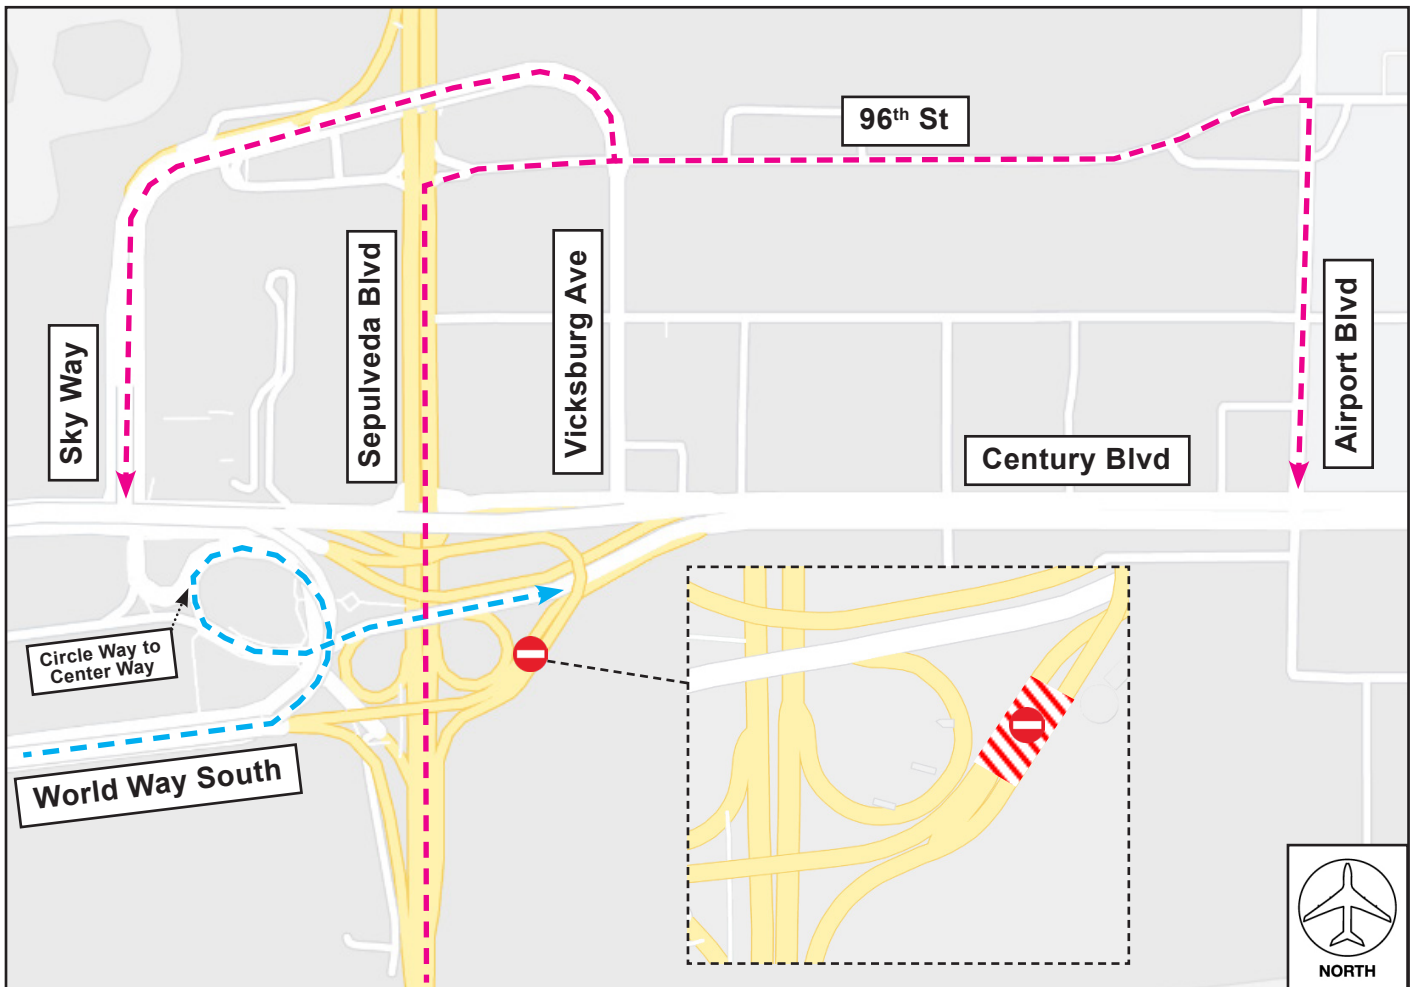 96th St
Sepulveda Blvd
Vicksburg Ave
Airport Blvd
Sky Way
Century Blvd
Circle Way to
Center Way
World Way South
NORTH